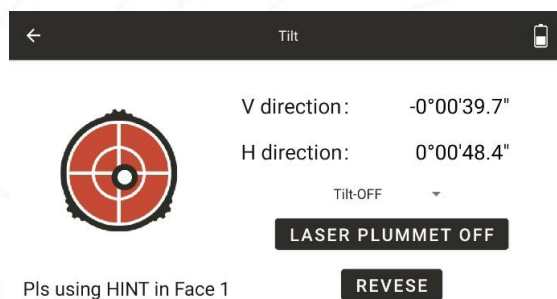 Tilt
V direction: -0°00'39.7"
H direction: 0°00'48.4"
Tilt-OFF
LASER PLUMMET OFF
Pls using HINT in Face 1
REVESE